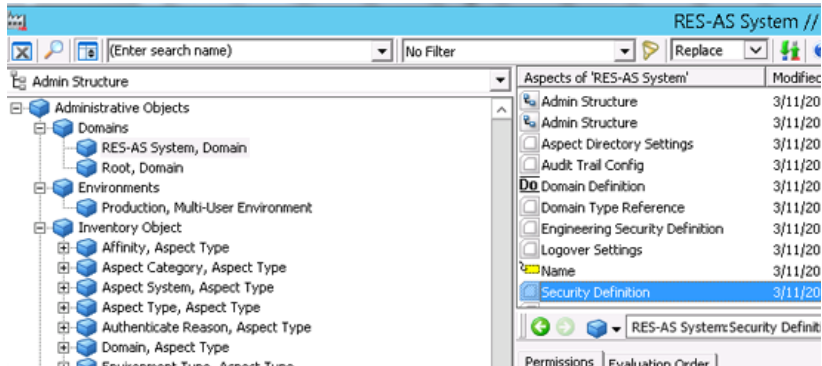 RES-AS System //
(Enter search name)
No Filter
Replace
Admin Structure
Administrative Objects
Domains
RES-AS System, Domain
Root, Domain
Environments
Production, Multi-User Environment
Inventory Object
Affinity, Aspect Type
Aspect Category, Aspect Type
Aspect System, Aspect Type
Aspect Type, Aspect Type
Authenticate Reason, Aspect Type
Domain, Aspect Type
Environment Type, Aspect Type
Aspects of 'RES-AS System' Modified
Admin Structure 3/11/20
Admin Structure 3/11/20
Aspect Directory Settings 3/11/20
Audit Trail Config 3/11/20
Do Domain Definition 3/11/20
Domain Type Reference 3/11/20
Engineering Security Definition 3/11/20
Logover Settings 3/11/20
Name 3/11/20
Security Definition 3/11/20
RES-AS System:Security Definiti
Permissions Evaluation Order